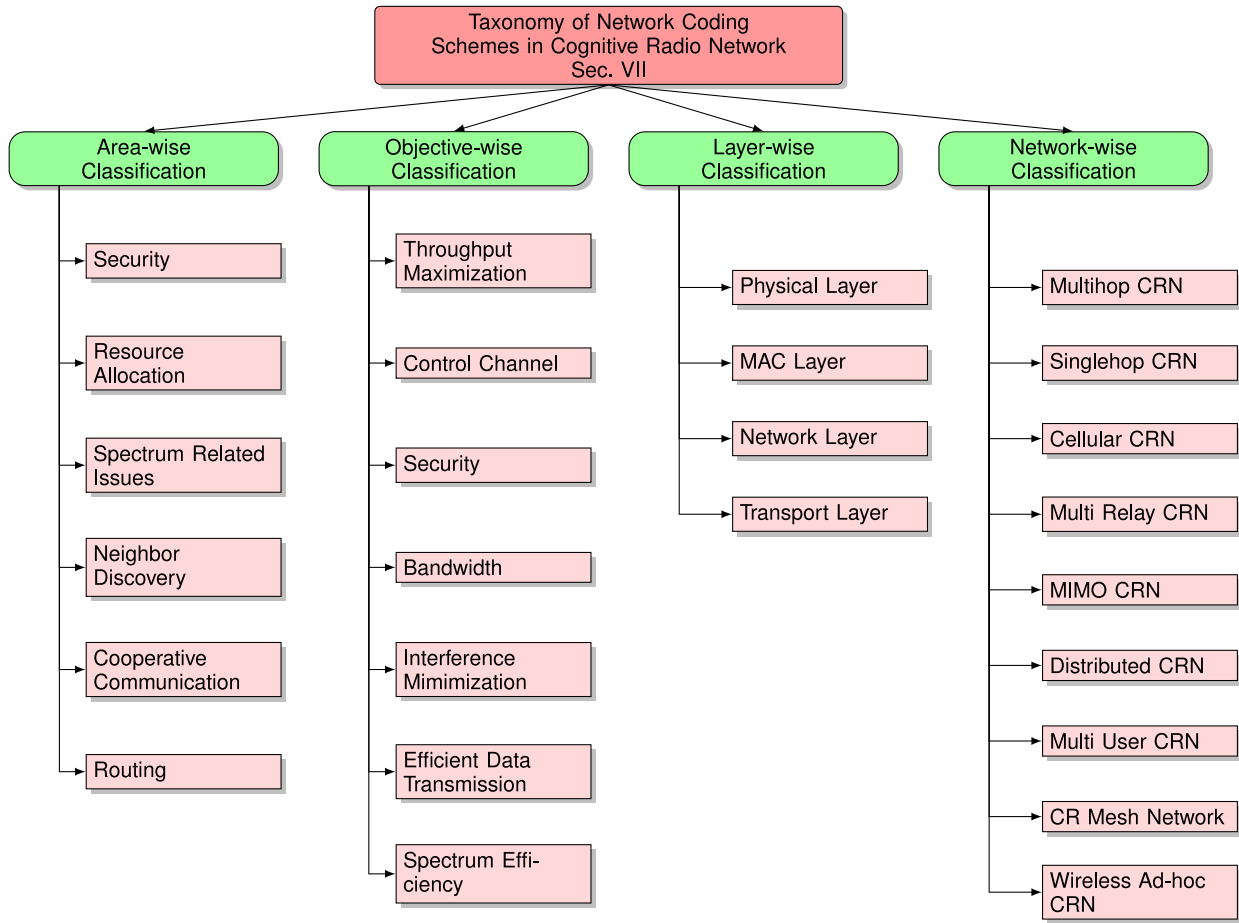 Taxonomy of Network Coding
Schemes in Cognitive Radio Network
Sec. VII
Area-wise
Classification
Security
Resource
Allocation
Spectrum Related
Issues
Neighbor
Discovery
Cooperative
Communication
Routing
Objective-wise
Classification
Throughput
Maximization
Control Channel
Security
Bandwidth
Interference
Mimimization
Efficient Data
Transmission
Spectrum Effi-
ciency
Layer-wise
Classification
Physical Layer
MAC Layer
Network Layer
Transport Layer
Network-wise
Classification
Multihop CRN
Singlehop CRN
Cellular CRN
Multi Relay CRN
MIMO CRN
Distributed CRN
Multi User CRN
CR Mesh Network
Wireless Ad-hoc
CRN